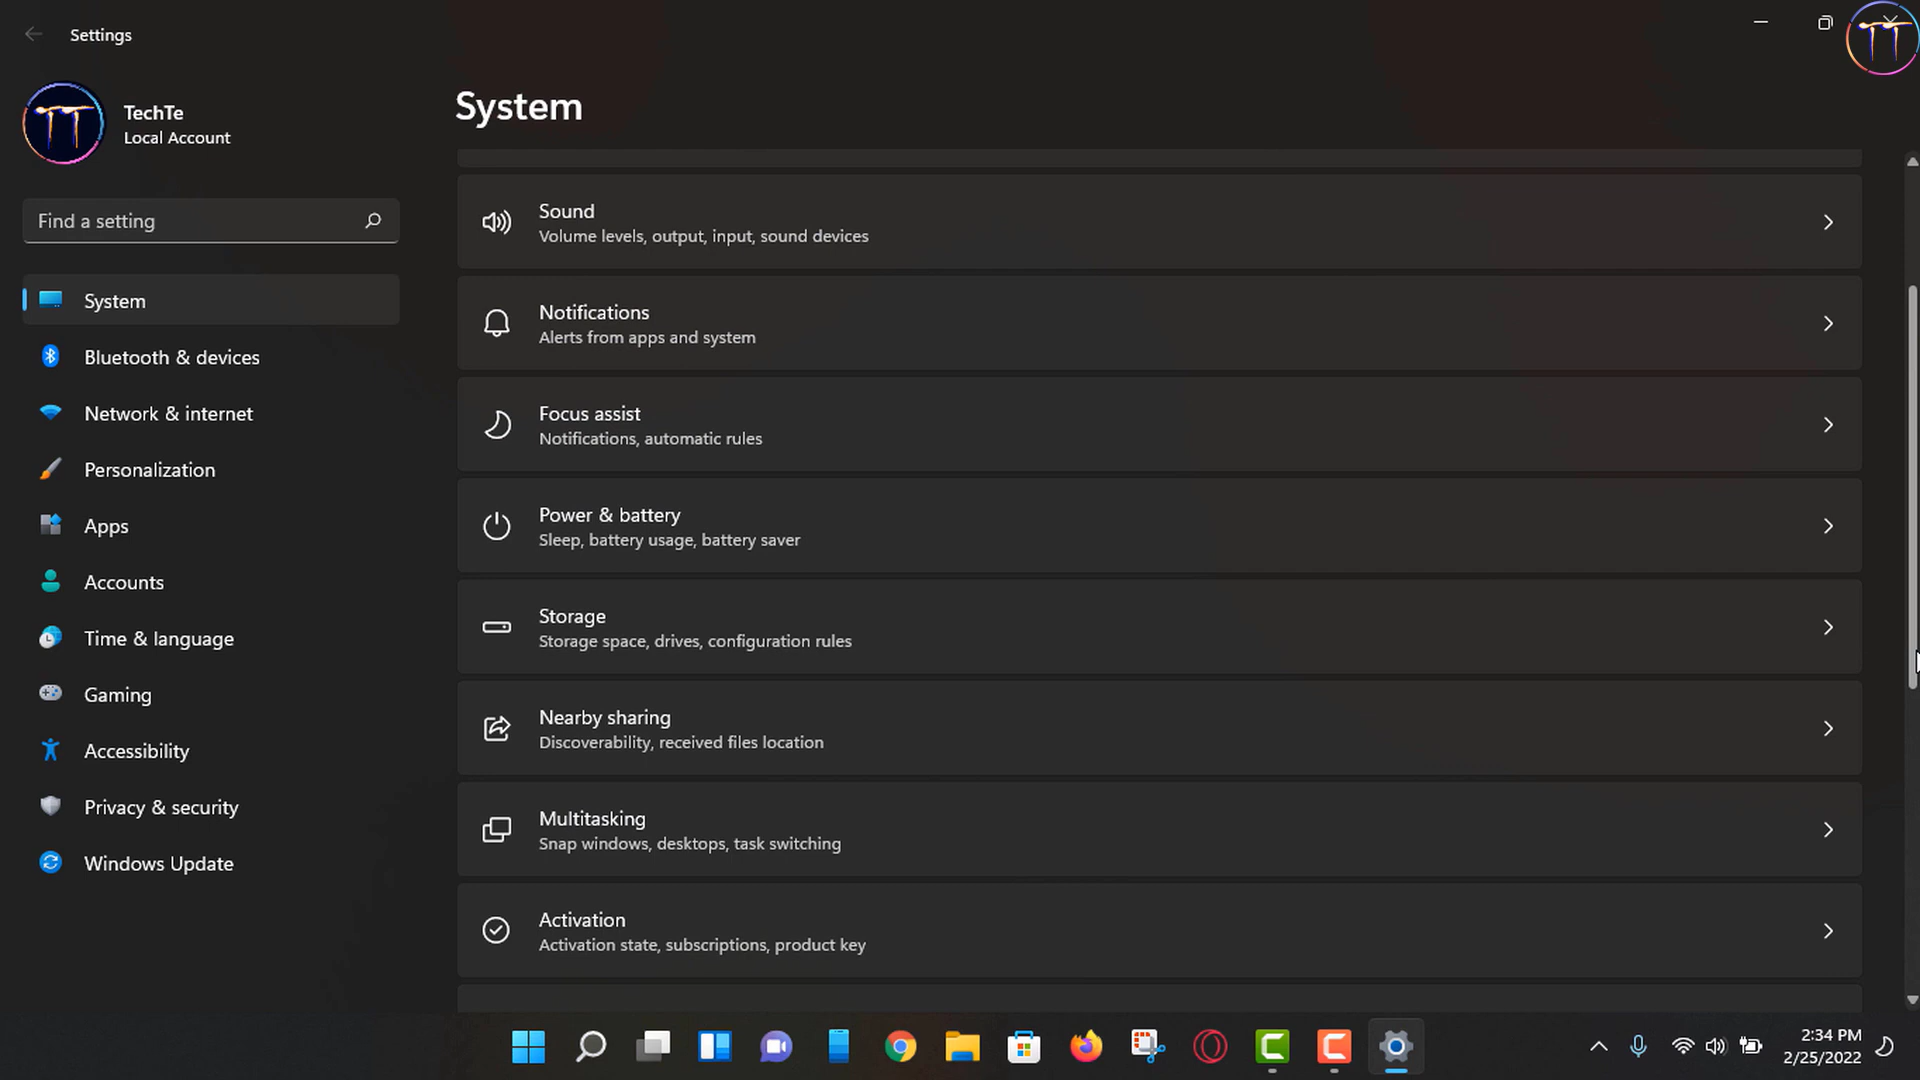 Settings
TechTe
Local Account
Find a setting
System
Bluetooth & devices
Network & internet
Personalization
Apps
Accounts
Time & language
Gaming
Accessibility
Privacy & security
Windows Update
System
Sound
Volume levels, output, input, sound devices
Notifications
Alerts from apps and system
Focus assist
Notifications, automatic rules
Power & battery
Sleep, battery usage, battery saver
Storage
Storage space, drives, configuration rules
Nearby sharing
Discoverability, received files location
Multitasking
Snap windows, desktops, task switching
Activation
Activation state, subscriptions, product key
2:34 PM
2/25/2022
TT
TT